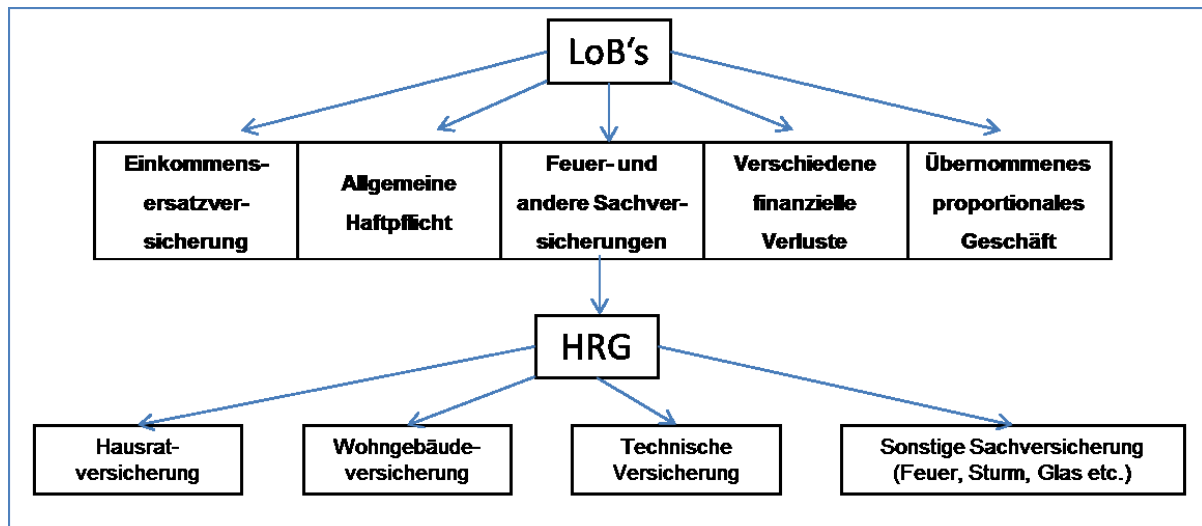 LoB's
Einkommens-
ersatzver-
sicherung
Allgemeine
Haftpflicht
Feuer- und
andere Sachver-
sicherungen
Verschiedene
finanzielle
Verluste
Übernommenes
proportionales
Geschäft
HRG
Hausrat-
versicherung
Wohngebäude-
versicherung
Technische
Versicherung
Sonstige Sachversicherung
(Feuer, Sturm, Glas etc.)